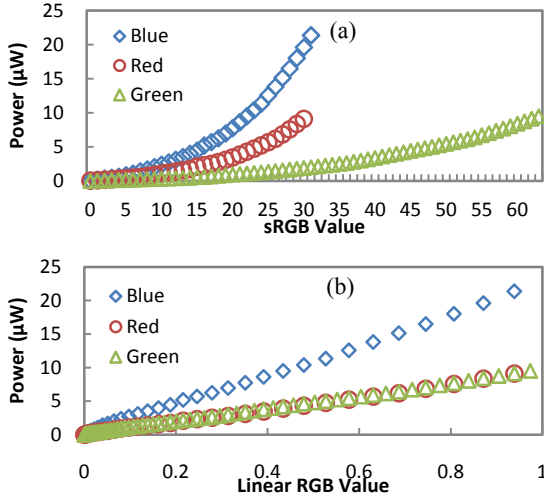 (a)
Power (µW)
25
20
15
10
5
0
Blue
Red
Green
0 5 10 15 20 25 30 35 40 45 50 55 60
sRGB Value
(b)
Power (µW)
25
20
15
10
5
0
Blue
Red
Green
0 0.2 0.4 0.6 0.8 1
Linear RGB Value